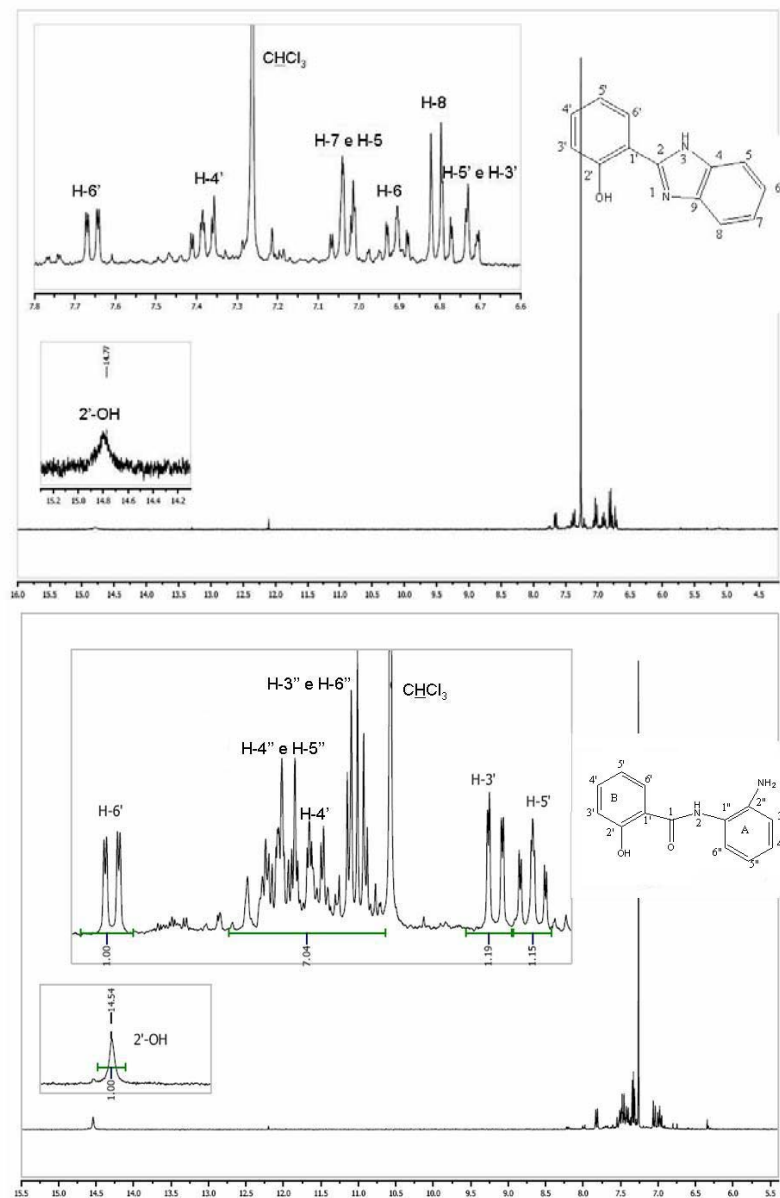 CHCl3
H-8
H-7 e H-5
H-6'
H-4'
H-6
H-5' e H-3'
7.8 7.7 7.6 7.5 7.4 7.3 7.2 7.1 7.0 6.9 6.8 6.7 6.6
5'
4' 6'
3' 1' 2' 2 3 4 5 6 7 8 9 1
H
N
N
OH
14.77
2'-OH
15.2 15.0 14.8 14.6 14.4 14.2
16.0 15.5 15.0 14.5 14.0 13.5 13.0 12.5 12.0 11.5 11.0 10.5 10.0 9.5 9.0 8.5 8.0 7.5 7.0 6.5 6.0 5.5 5.0 4.5
H-3” e H-6”
CHCl3
H-4” e H-5”
H-6'
H-4'
H-3'
H-5'
1.00 7.04 1.19 1.15
5'
4' B 6'
3' 1' 2' 1
H
N
2
NH2
1" 2" A
OH O 6" 5"
14.54
2'-OH
1.00
15.5 15.0 14.5 14.0 13.5 13.0 12.5 12.0 11.5 11.0 10.5 10.0 9.5 9.0 8.5 8.0 7.5 7.0 6.5 6.0